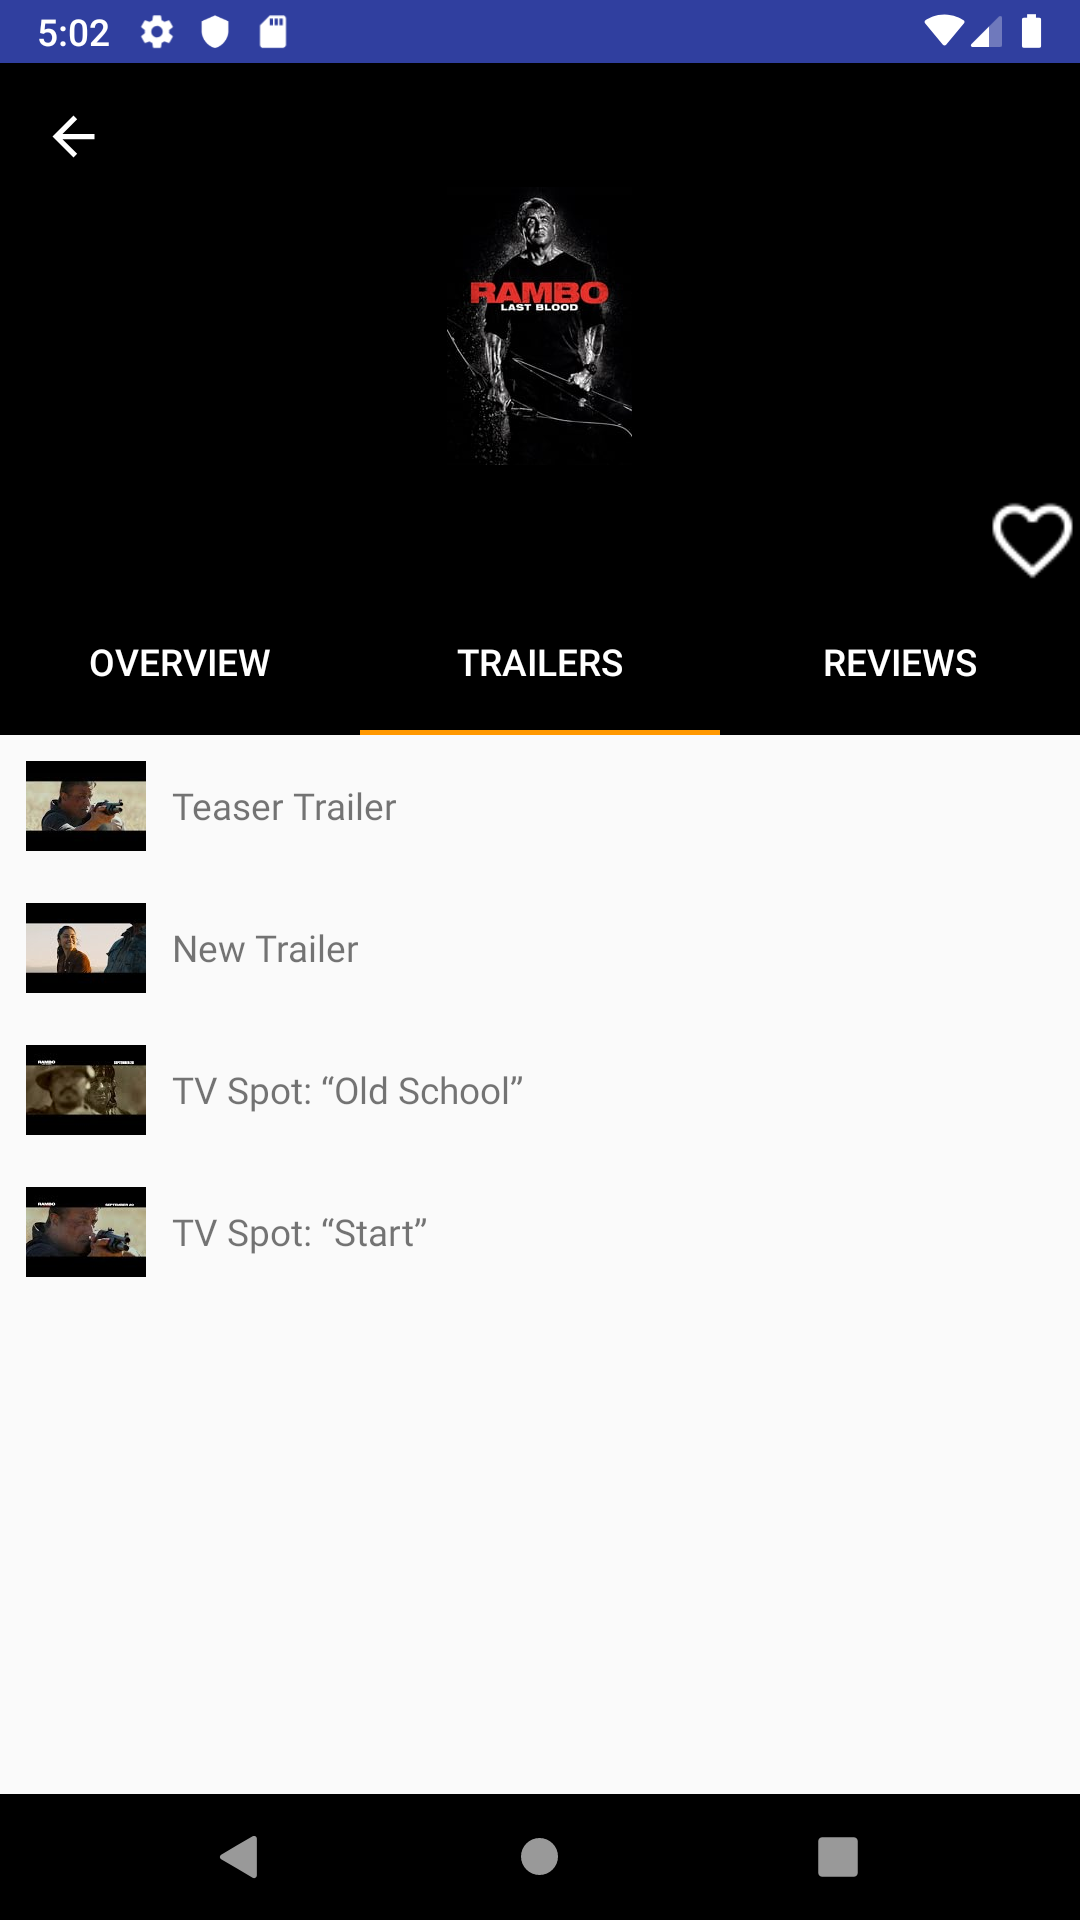 5:02
RAMBO
LAST BLOOD
OVERVIEW TRAILERS REVIEWS
Teaser Trailer
New Trailer
TV Spot: “Old School”
TV Spot: “Start”